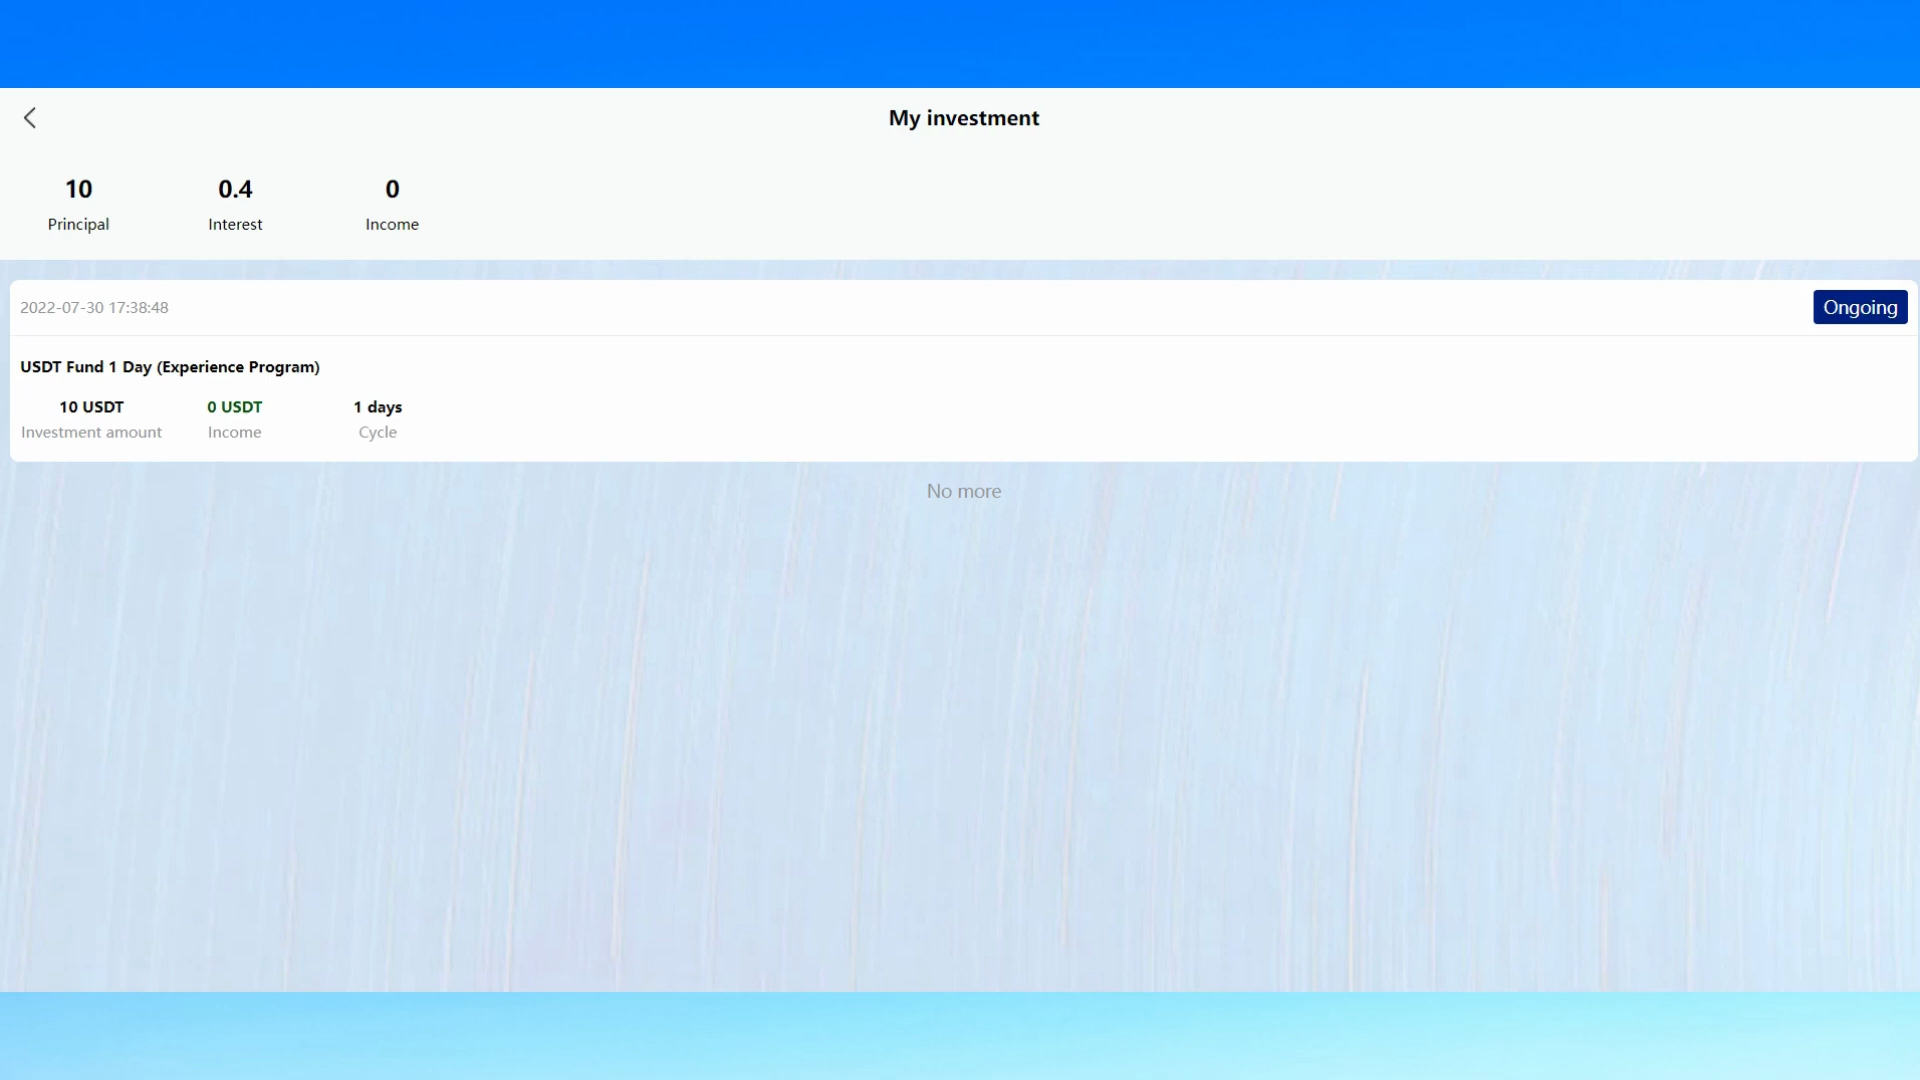 My investment
10 0.4 0
Principal Interest Income
2022-07-30 17:38:48 Ongoing
USDT Fund 1 Day (Experience Program)
10 USDT 0 USDT 1 days
Investment amount Income Cycle
No more